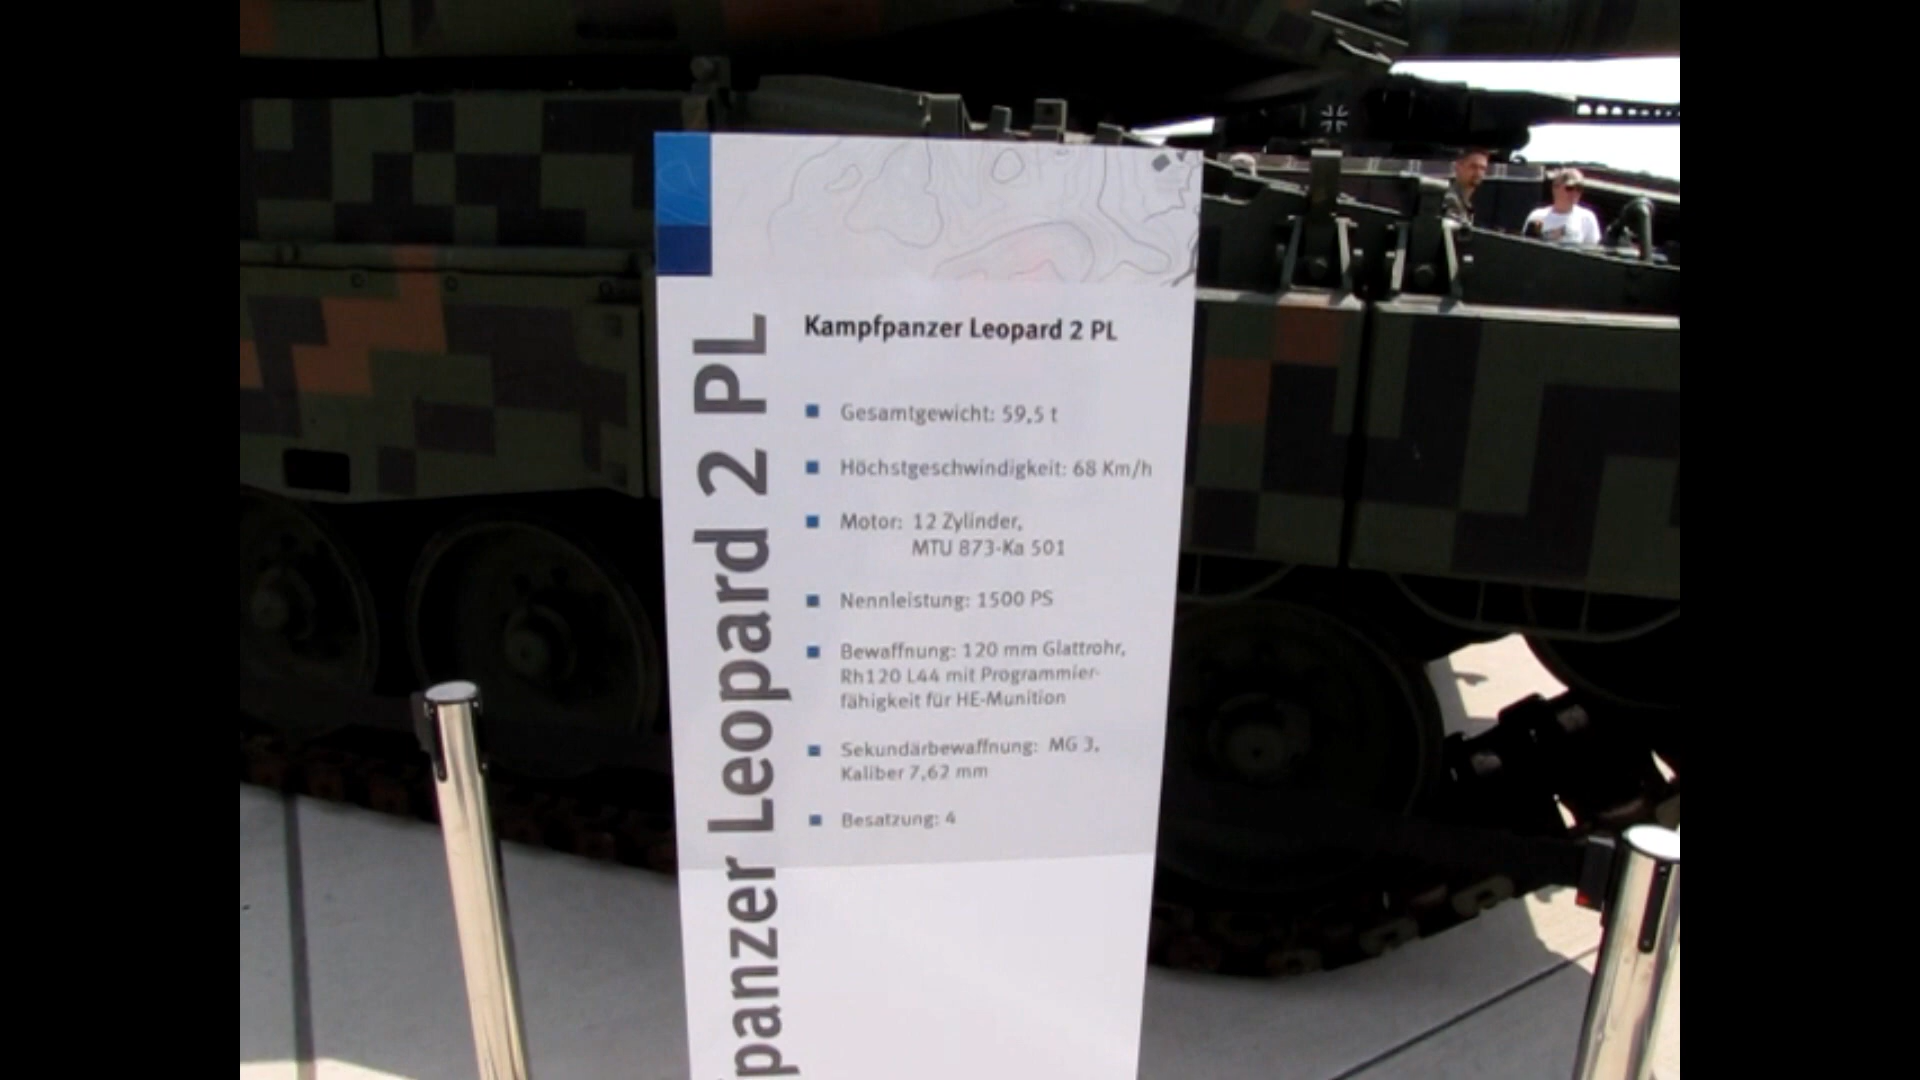 Kampfpanzer Leopard 2 PL
Gesamtgewicht: 59,5 t
Höchstgeschwindigkeit: 68 Km/h
Motor: 12 Zylinder,
MTU 873-Ka 501
Nennleistung: 1500 PS
Bewaffnung: 120 mm Glattrohr,
Rh120 L44 mit Programmier-
fähigkeit für HE-Munition
Sekundärbewaffnung: MG 3,
Kaliber 7,62 mm
Besatzung: 4
panzer Leopard 2 PL